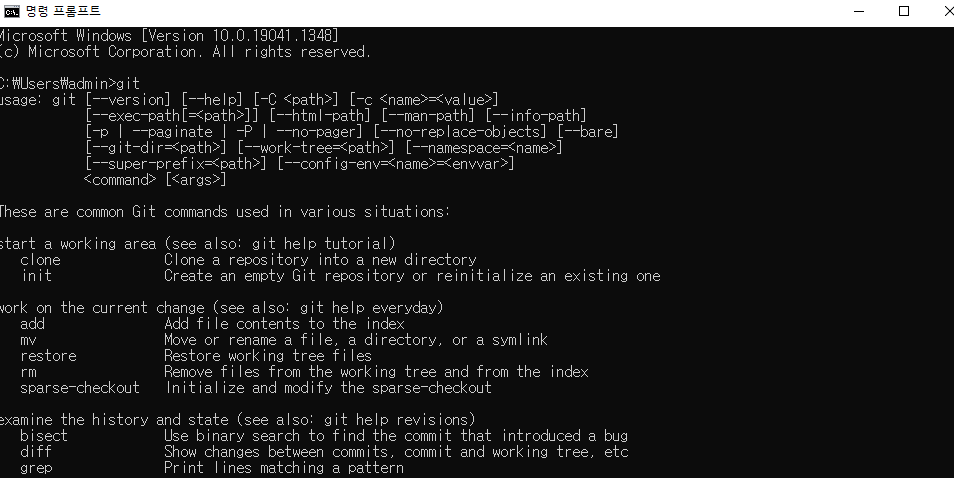 명령 프롬프트
Microsoft Windows [Version 10.0.19041.1348]
(c) Microsoft Corporation. All rights reserved.
C:₩Users₩admin>git
usage: git [--version] [--help] [-C <path>] [-c <name>=<value>]
[--exec-path[=<path>]] [--html-path] [--man-path] [--info-path]
[-p | --paginate | -P | --no-pager] [--no-replace-objects] [--bare]
[--git-dir=<path>] [--work-tree=<path>] [--namespace=<name>]
[--super-prefix=<path>] [--config-env=<name>=<envvar>]
<command> [<args>]
These are common Git commands used in various situations:
start a working area (see also: git help tutorial)
clone Clone a repository into a new directory
init Create an empty Git repository or reinitialize an existing one
work on the current change (see also: git help everyday)
add Add file contents to the index
mv Move or rename a file, a directory, or a symlink
restore Restore working tree files
rm Remove files from the working tree and from the index
sparse-checkout Initialize and modify the sparse-checkout
examine the history and state (see also: git help revisions)
bisect Use binary search to find the commit that introduced a bug
diff Show changes between commits, commit and working tree, etc
grep Print lines matching a pattern